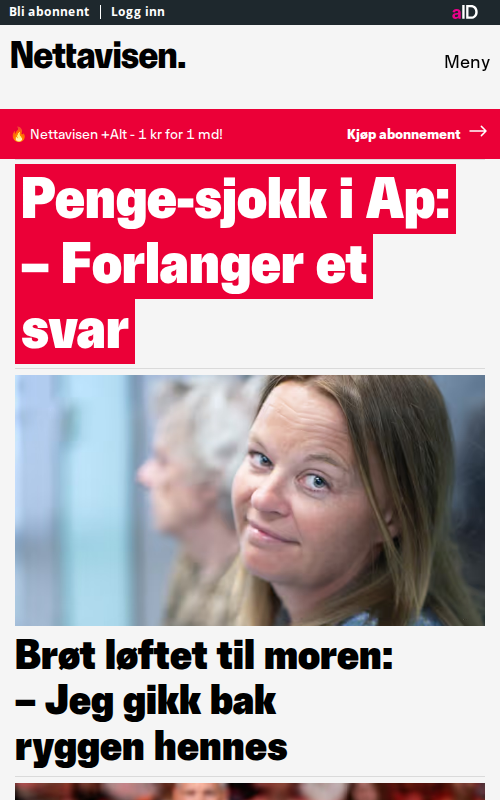 Bli abonnent | Logg inn
aID
Nettavisen.
Meny
🔥 Nettavisen +Alt - 1 kr for 1 md!
Kjøp abonnement →
Penge-sjokk i Ap:
– Forlanger et
svar
Brøt løftet til moren:
– Jeg gikk bak
ryggen hennes